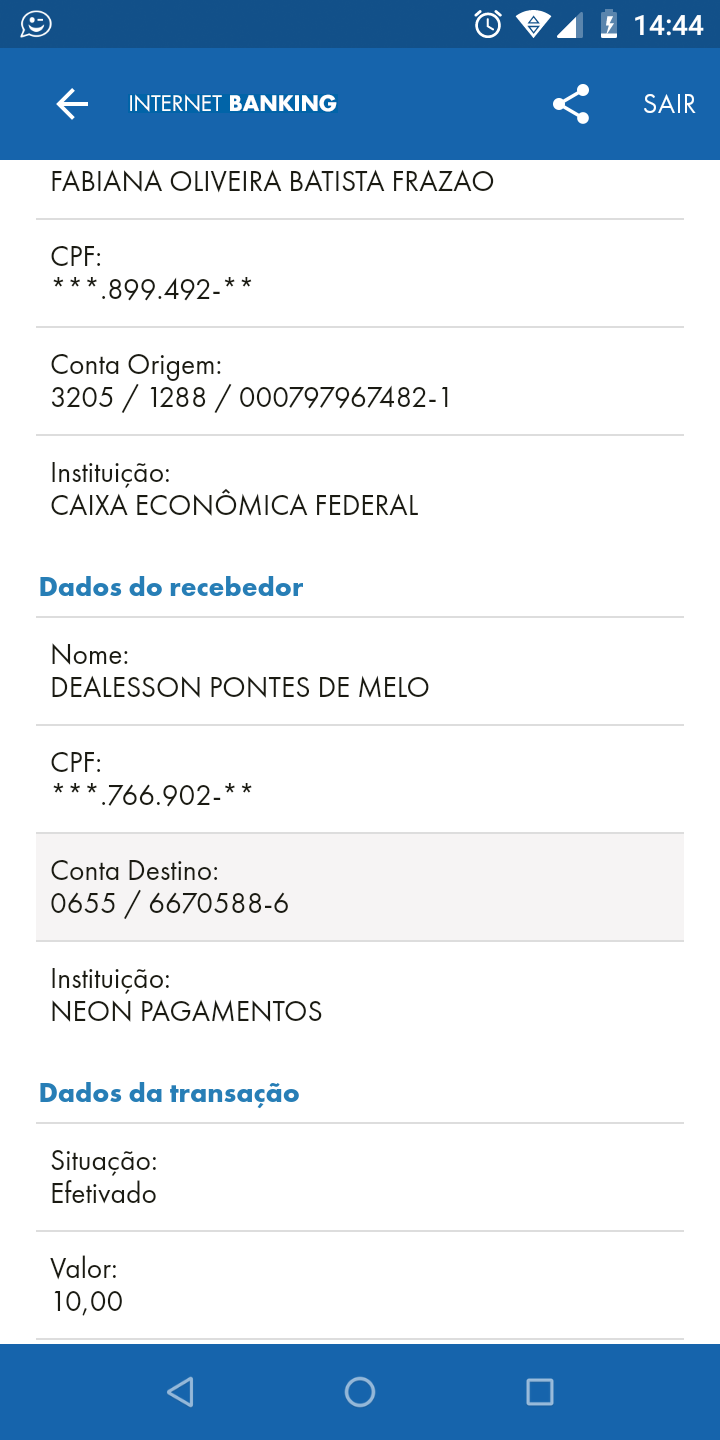 14:44
INTERNET BANKING
SAIR
FABIANA OLIVEIRA BATISTA FRAZAO
CPF:
***.899.492-**
Conta Origem:
3205 / 1288 / 000797967482-1
Instituição:
CAIXA ECONÔMICA FEDERAL
Dados do recebedor
Nome:
DEALESSON PONTES DE MELO
CPF:
***.766.902-**
Conta Destino:
0655 / 6670588-6
Instituição:
NEON PAGAMENTOS
Dados da transação
Situação:
Efetivado
Valor:
10,00